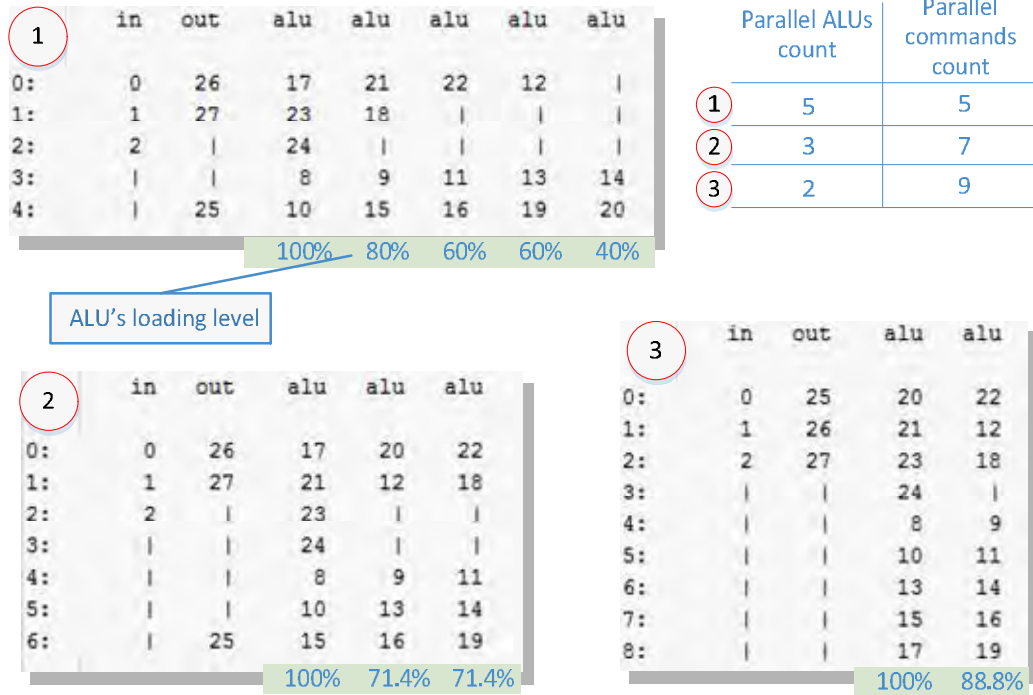 1
in out alu alu alu alu alu
0: 0 26 17 21 22 12 |
1: 1 27 23 18 | | |
2: 2 | 24 | | | |
3: | | 8 9 11 13 14
4: | 25 10 15 16 19 20
100% 80% 60% 60% 40%
ALU's loading level
Parallel ALUs count
Parallel commands count
1 5 5
2 3 7
3 2 9
2
in out alu alu alu
0: 0 26 17 20 22
1: 1 27 21 12 18
2: 2 | 23 | |
3: | | 24 | |
4: | | 8 9 11
5: | | 10 13 14
6: | 25 15 16 19
100% 71.4% 71.4%
3
in out alu alu
0: 0 25 20 22
1: 1 26 21 12
2: 2 27 23 18
3: | | 24 |
4: | | 8 9
5: | | 10 11
6: | | 13 14
7: | | 15 16
8: | | 17 19
100% 88.8%